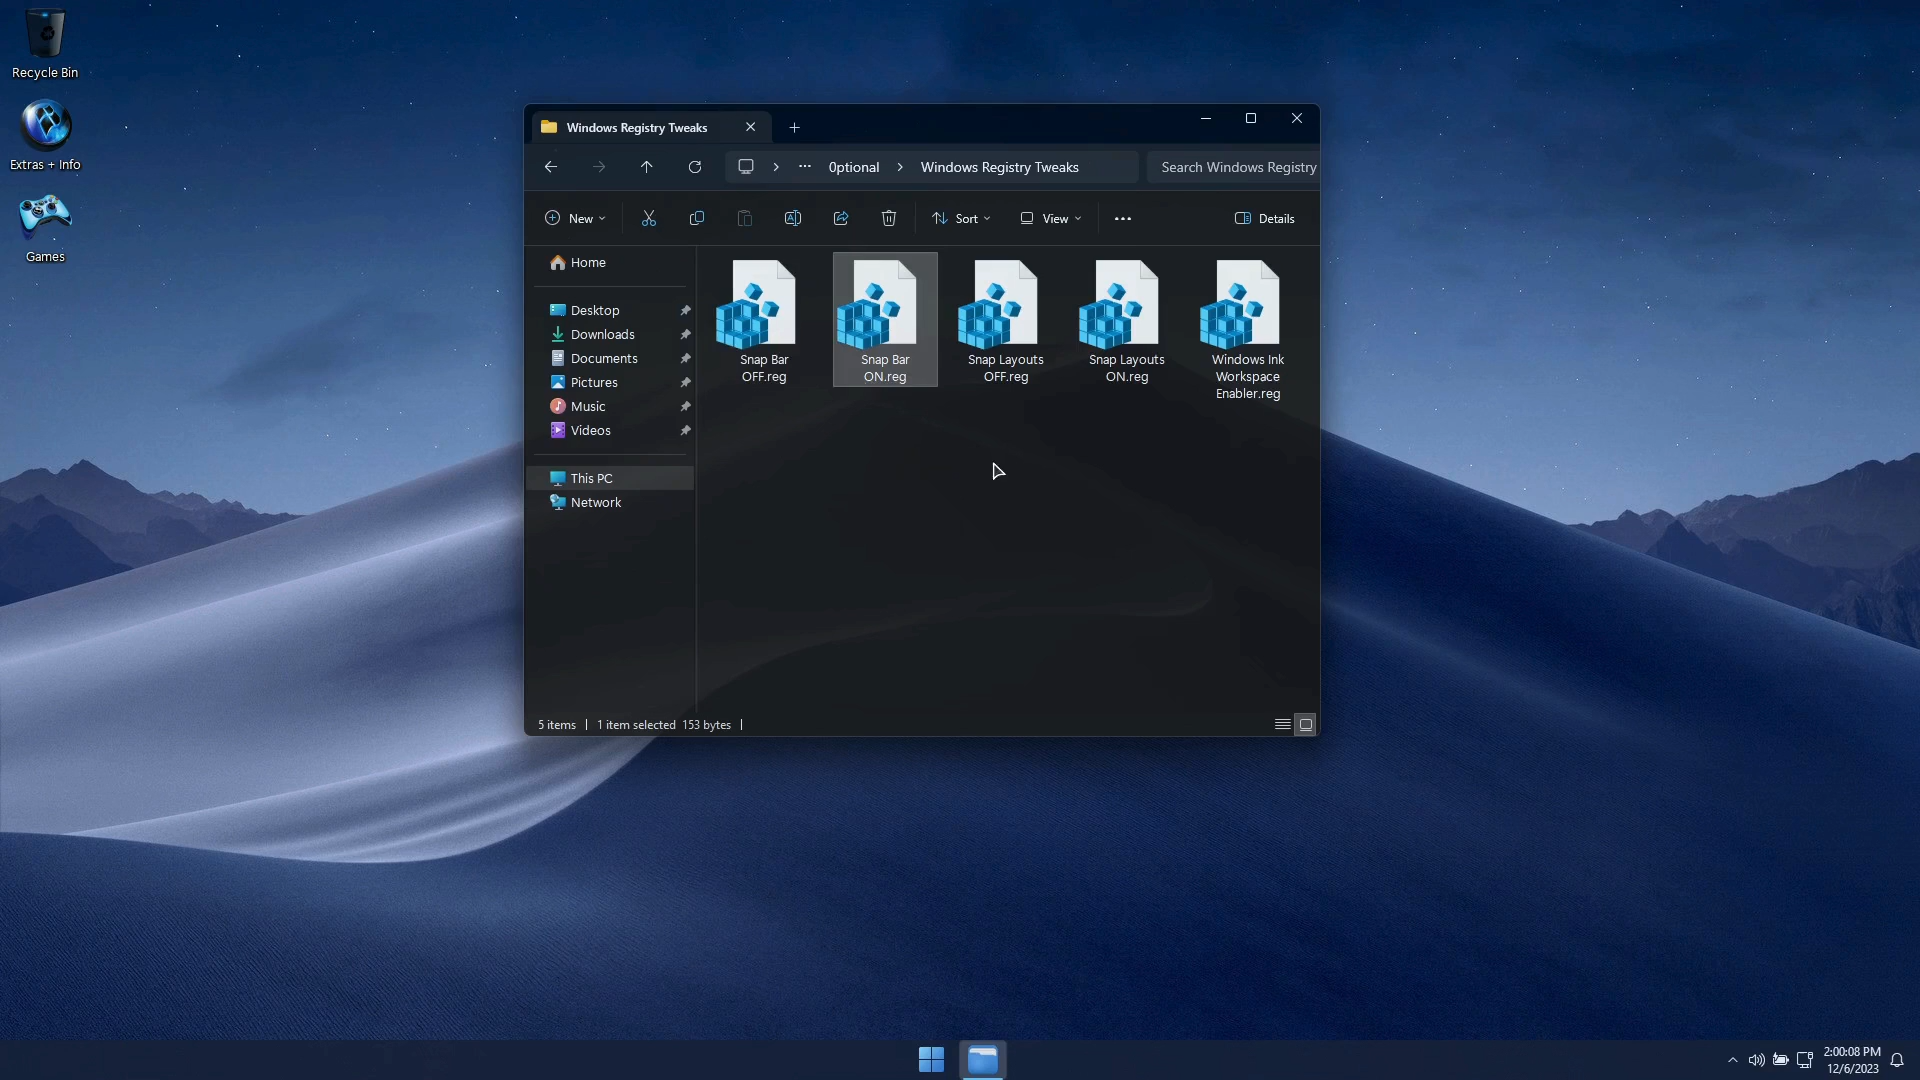 Recycle Bin
Extras + Info
Games
Windows Registry Tweaks
0ptional
Windows Registry Tweaks
Search Windows Registry
New
Sort
View
Details
Home
Desktop
Downloads
Documents
Pictures
Music
Videos
This PC
Network
Snap Bar
OFF.reg
Snap Bar
ON.reg
Snap Layouts
OFF.reg
Snap Layouts
ON.reg
Windows Ink
Workspace
Enabler.reg
5 items
1 item selected 153 bytes
2:00:08 PM
12/6/2023